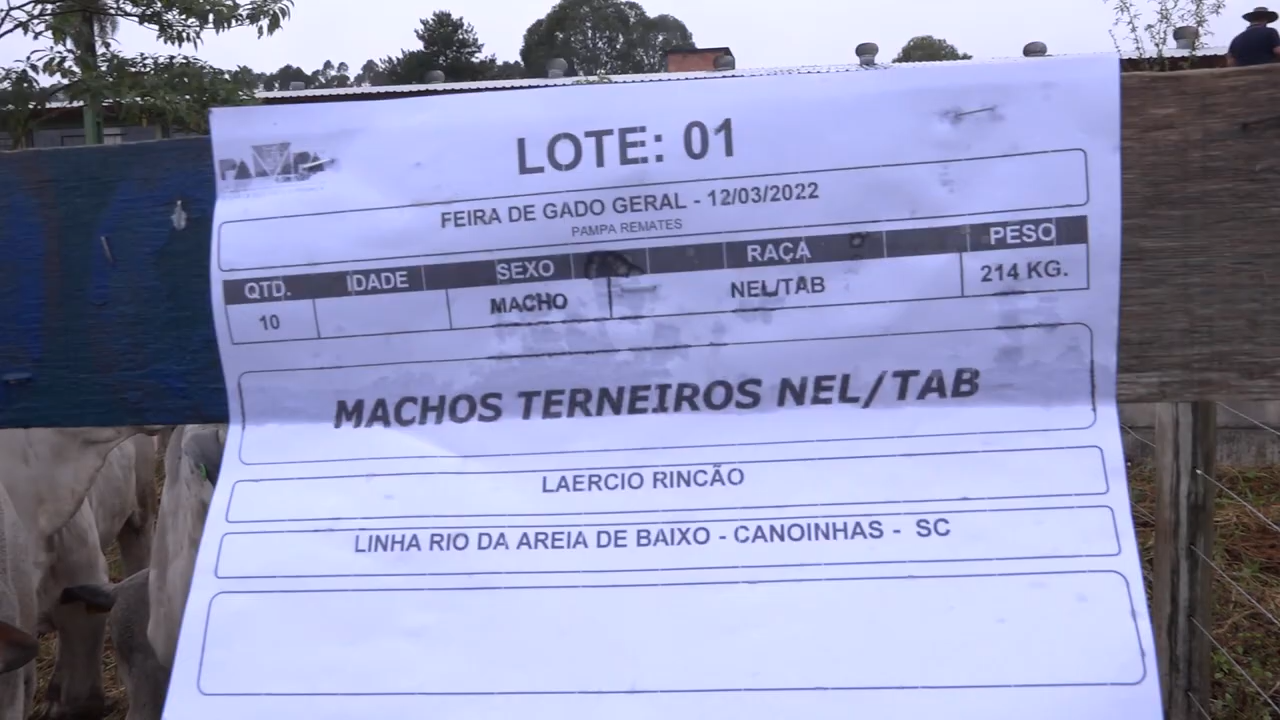 PAMPA
LOTE: 01
FEIRA DE GADO GERAL - 12/03/2022
PAMPA REMATES
QTD. IDADE SEXO RAÇA PESO
10 MACHO NEL/TAB 214 KG.
MACHOS TERNEIROS NEL/TAB
LAERCIO RINCÃO
LINHA RIO DA AREIA DE BAIXO - CANOINHAS - SC